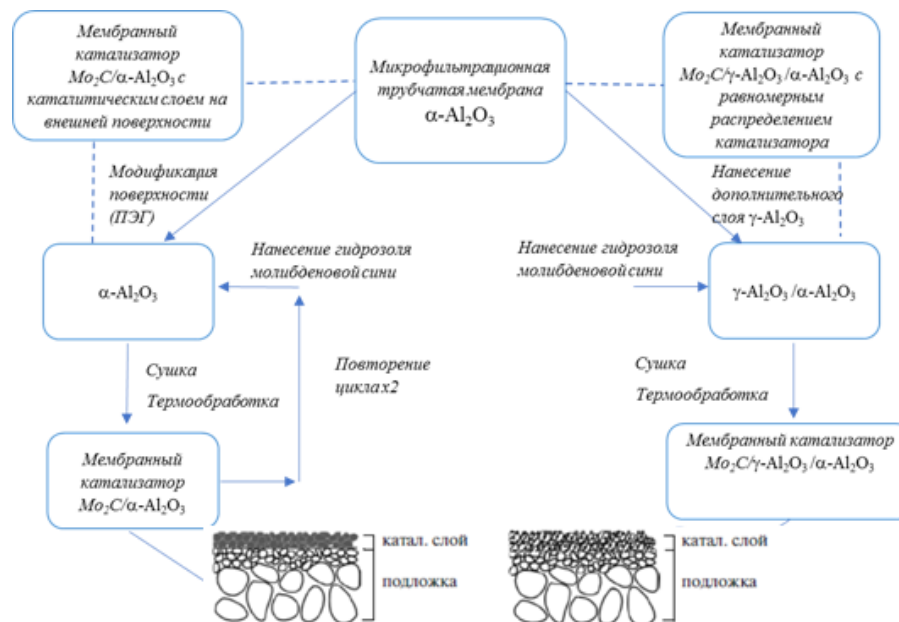 Мембранный
катализатор
Mo₂C/α-Al₂O₃ с
каталитическим слоем на
внешней поверхности
Микрофильтрационная
трубчатая мембрана
α-Al₂O₃
Мембранный
катализатор
Mo₂C/γ-Al₂O₃ /α-Al₂O₃ с
равномерным
распределением
катализатора
Модификация
поверхности
(ПЭГ)
Нанесение
дополнительного
слоя γ-Al₂O₃
Нанесение гидрозоля
молибденовой сини
Нанесение гидрозоля
молибденовой сини
α-Al₂O₃
γ-Al₂O₃ /α-Al₂O₃
Сушка
Термообработка
Повторение
цикла x2
Сушка
Термообработка
Мембранный
катализатор
Mo₂C/α-Al₂O₃
Мембранный катализатор
Mo₂C/γ-Al₂O₃ /α-Al₂O₃
катал. слой
подложка
катал. слой
подложка